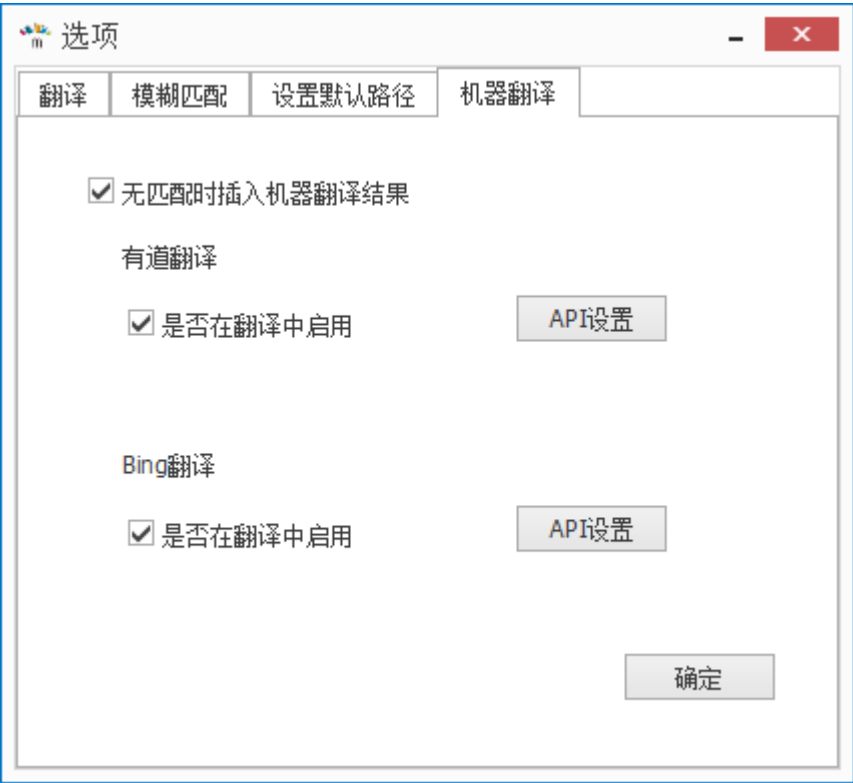 选项
翻译 模糊匹配 设置默认路径 机器翻译
无匹配时插入机器翻译结果
有道翻译
是否在翻译中启用 API设置
Bing翻译
是否在翻译中启用 API设置
确定